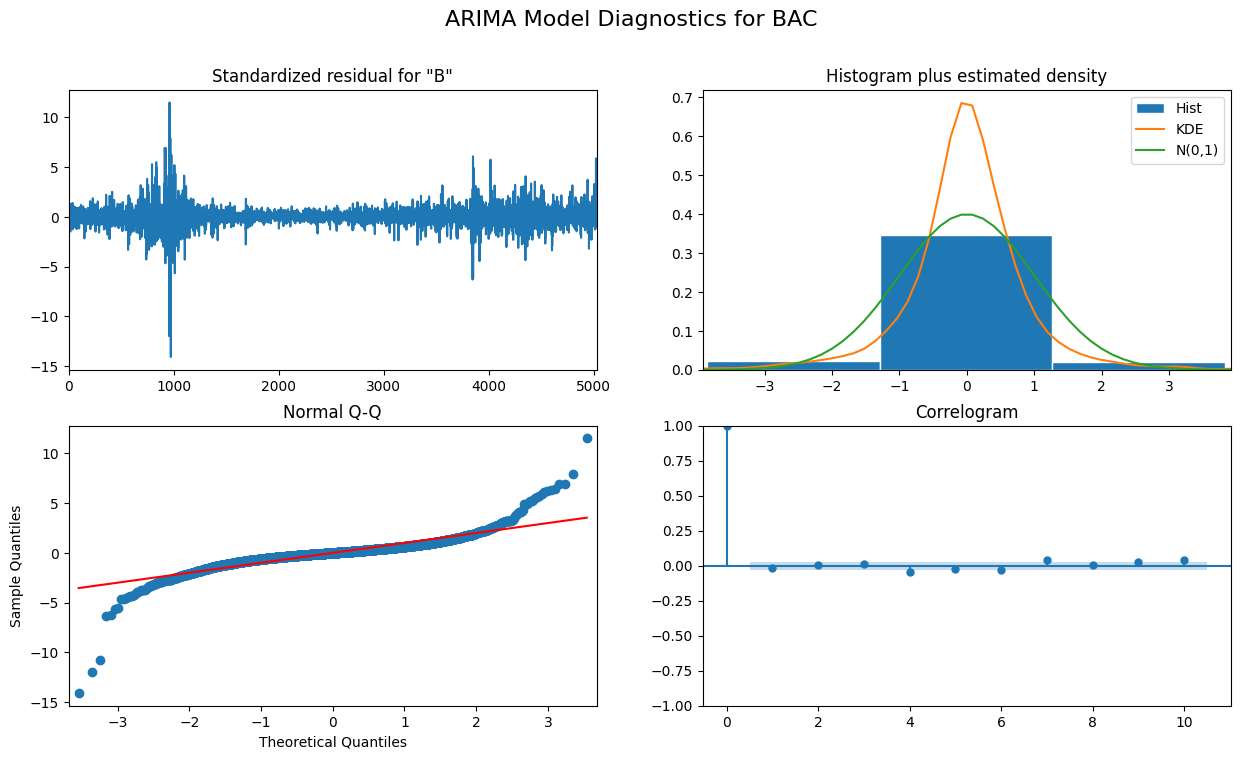 ARIMA Model Diagnostics for BAC
Standardized residual for "B"
10
5
0
−5
−10
−15
0 1000 2000 3000 4000 5000
Histogram plus estimated density
0.7
0.6
0.5
0.4
0.3
0.2
0.1
0.0
−3 −2 −1 0 1 2 3
Hist
KDE
N(0,1)
Normal Q-Q
Sample Quantiles
10
5
0
−5
−10
−15
−3 −2 −1 0 1 2 3
Theoretical Quantiles
Correlogram
1.00
0.75
0.50
0.25
0.00
−0.25
−0.50
−0.75
−1.00
0 2 4 6 8 10